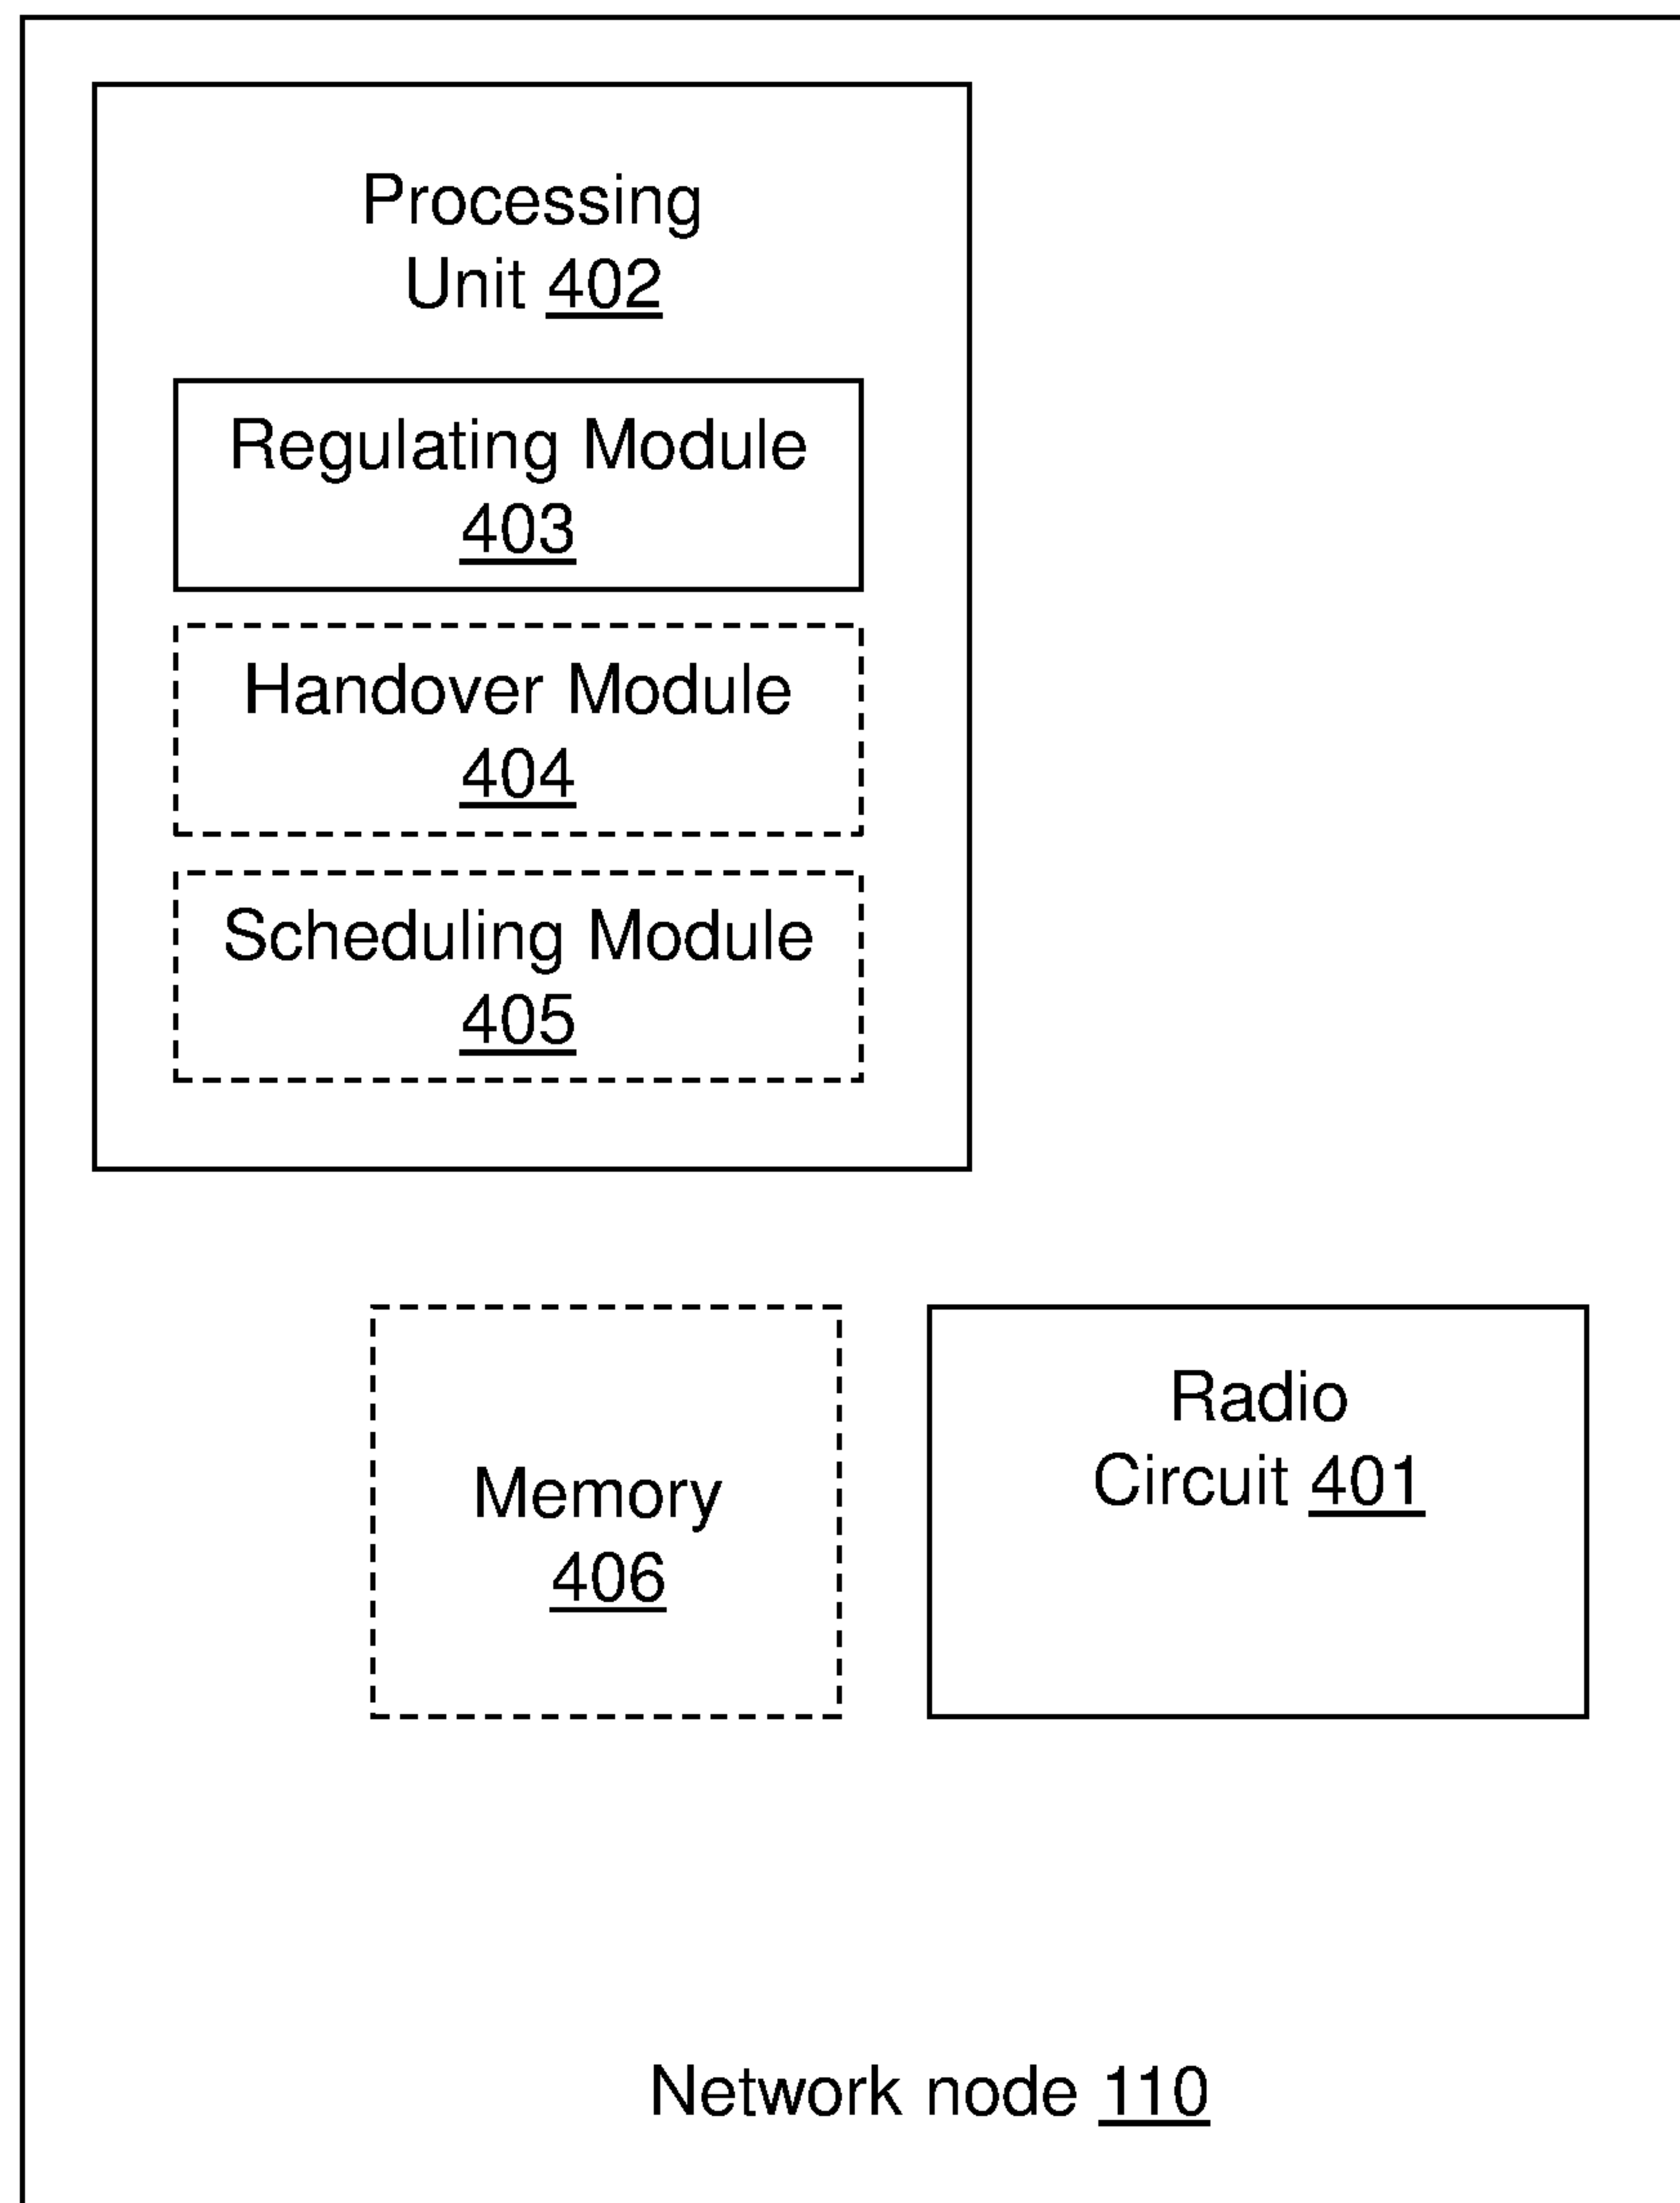 Processing
Unit 402
Regulating Module
403
Handover Module
404
Scheduling Module
405
Memory
406
Radio
Circuit 401
Network node 110